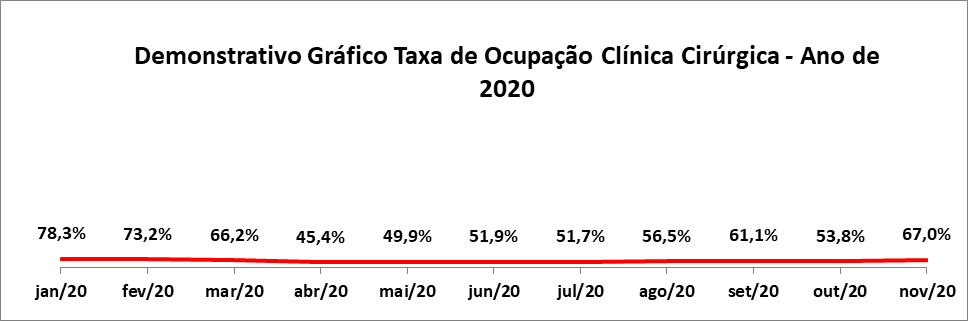 Demonstrativo Gráfico Taxa de Ocupação Clínica Cirúrgica - Ano de
2020
78,3% 73,2% 66,2% 45,4% 49,9% 51,9% 51,7% 56,5% 61,1% 53,8% 67,0%
jan/20 fev/20 mar/20 abr/20 mai/20 jun/20 jul/20 ago/20 set/20 out/20 nov/20